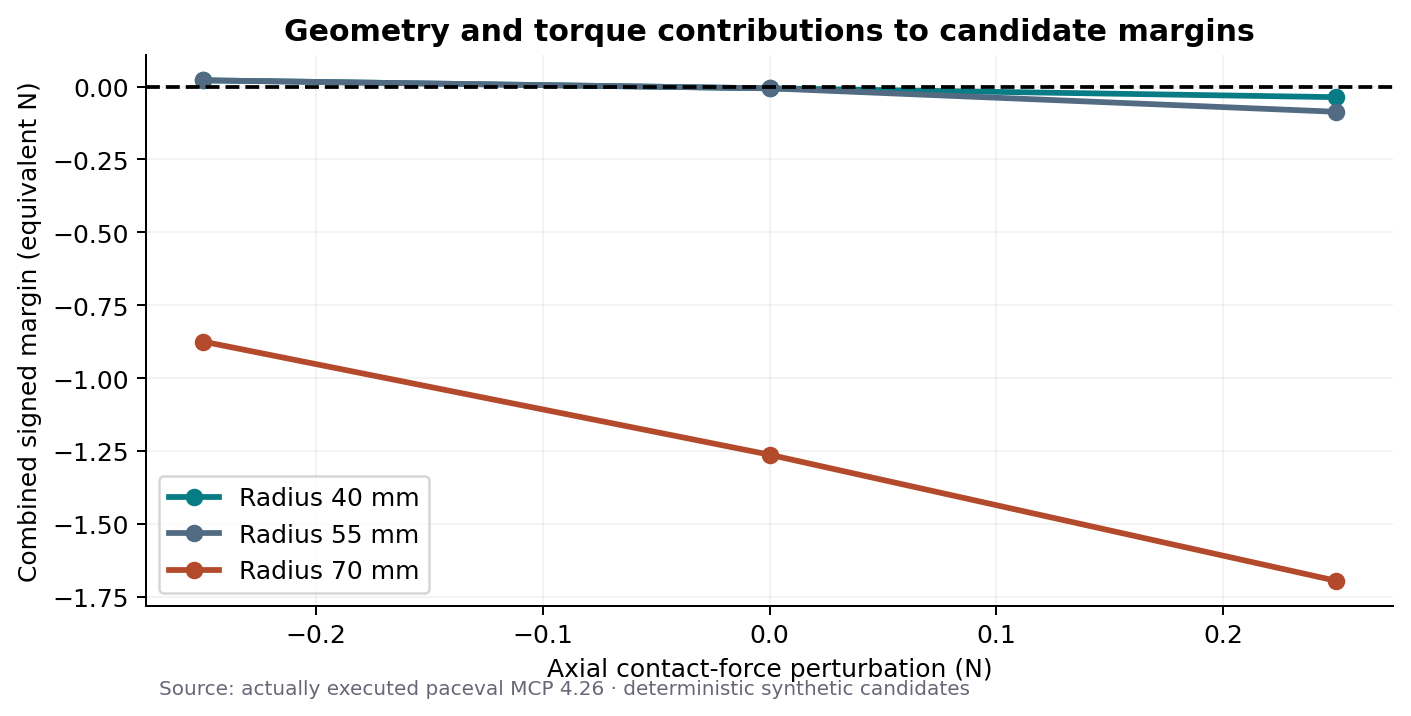 Geometry and torque contributions to candidate margins
Combined signed margin (equivalent N)
0.00
−0.25
−0.50
−0.75
−1.00
−1.25
−1.50
−1.75
Radius 40 mm
Radius 55 mm
Radius 70 mm
−0.2 −0.1 0.0 0.1 0.2
Axial contact-force perturbation (N)
Source: actually executed paceval MCP 4.26 · deterministic synthetic candidates